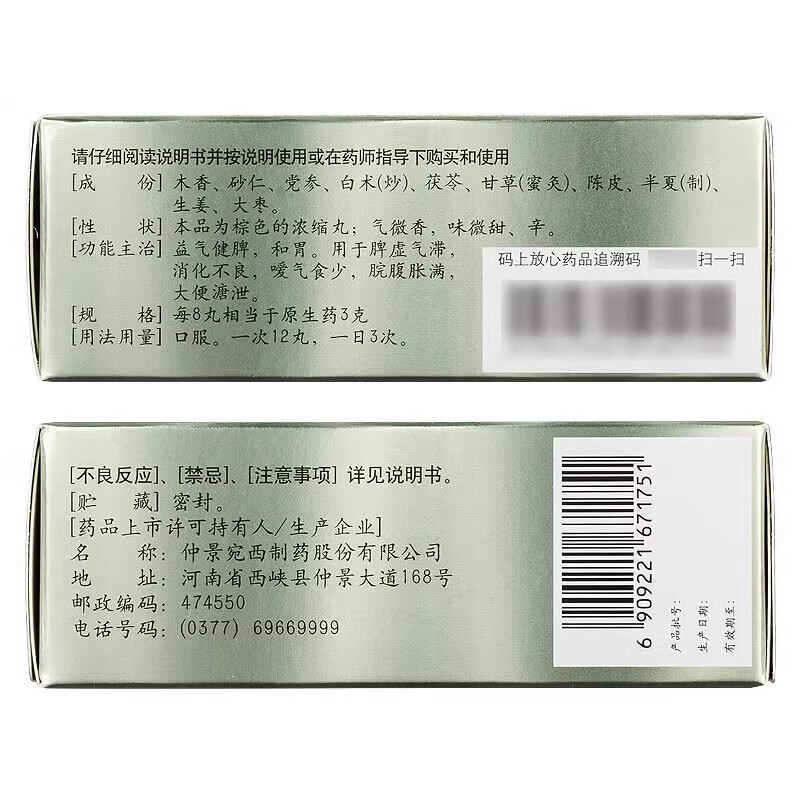 请仔细阅读说明书并按说明使用或在药师指导下购买和使用
[成 份] 木香、砂仁、党参、白术(炒)、茯苓、甘草(蜜灸)、陈皮、半夏(制)、
生姜、大枣。
[性 状] 本品为棕色的浓缩丸;气微香,味微甜、辛。
[功能主治] 益气健脾,和胃。用于脾虚气滞,
消化不良,嗳气食少,脘腹胀满,
大便溏泄。
[规 格] 每8丸相当于原生药3克
[用法用量] 口服。一次12丸,一日3次。
码上放心药品追溯码 扫一扫
[不良反应]、[禁忌]、[注意事项] 详见说明书。
[贮 藏] 密封。
[药品上市许可持有人/生产企业]
名 称:仲景宛西制药股份有限公司
地 址:河南省西峡县仲景大道168号
邮政编码:474550
电话号码:(0377) 69669999
6 909221 671751
产品批号:
生产日期:
有效期至: